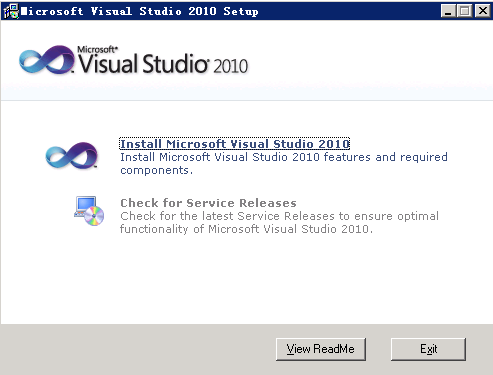 Microsoft Visual Studio 2010 Setup
Microsoft®
Visual Studio® 2010
Install Microsoft Visual Studio 2010
Install Microsoft Visual Studio 2010 features and required
components.
Check for Service Releases
Check for the latest Service Releases to ensure optimal
functionality of Microsoft Visual Studio 2010.
View ReadMe
Exit